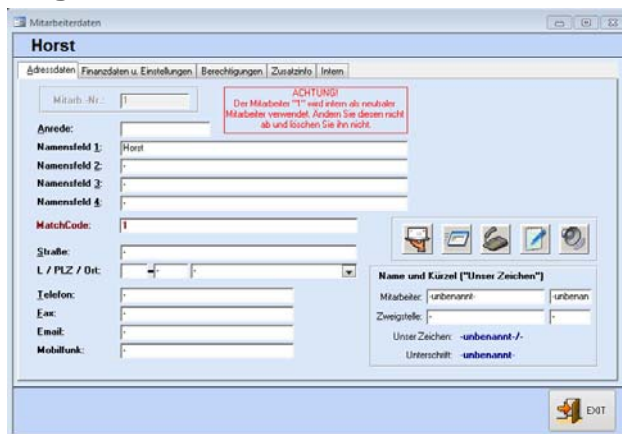 Mitarbeiterdaten
Horst
Adressdaten Finanzdaten u. Einstellungen Berechtigungen Zusatzinfo Intern
Mitarb.-Nr.: 1
ACHTUNG!
Der Mitarbeiter "1" wird intern als neutraler
Mitarbeiter verwendet. Ändern Sie diesen nicht
ab und löschen Sie ihn nicht.
Anrede:
Namensfeld 1: Horst
Namensfeld 2: -
Namensfeld 3: -
Namensfeld 4: -
MatchCode: 1
Straße: -
L / PLZ / Ort: - - -
Telefon: -
Fax: -
Email: -
Mobilfunk: -
Name und Kürzel ("Unser Zeichen")
Mitarbeiter: -unbenannt- -unbenan
Zweigstelle: - -
Unser Zeichen: -unbenannt-/-
Unterschrift: -unbenannt-
EXIT